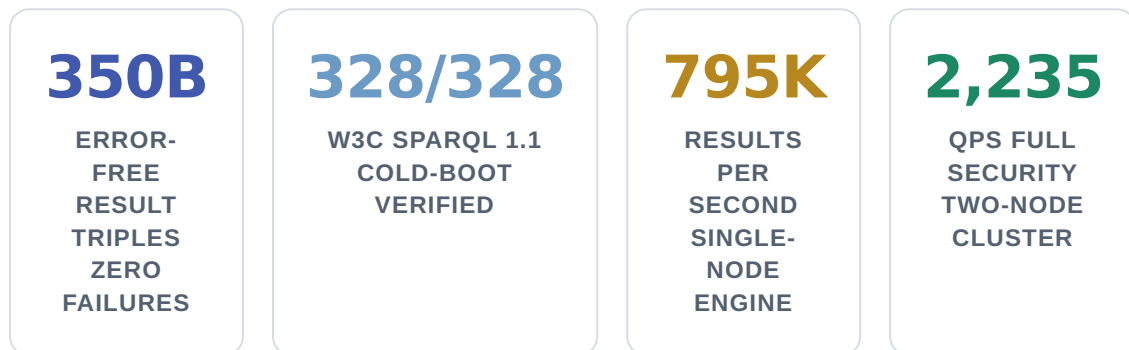 350B
ERROR-
FREE
RESULT
TRIPLES
ZERO
FAILURES
328/328
W3C SPARQL 1.1
COLD-BOOT
VERIFIED
795K
RESULTS
PER
SECOND
SINGLE-
NODE
ENGINE
2,235
QPS FULL
SECURITY
TWO-NODE
CLUSTER